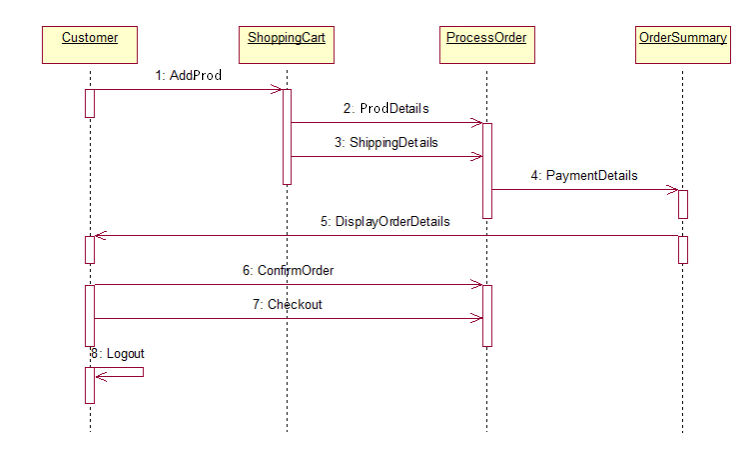 Customer
ShoppingCart
ProcessOrder
OrderSummary
1: AddProd
2: ProdDetails
3: ShippingDetails
4: PaymentDetails
5: DisplayOrderDetails
6: ConfirmOrder
7: Checkout
8: Logout